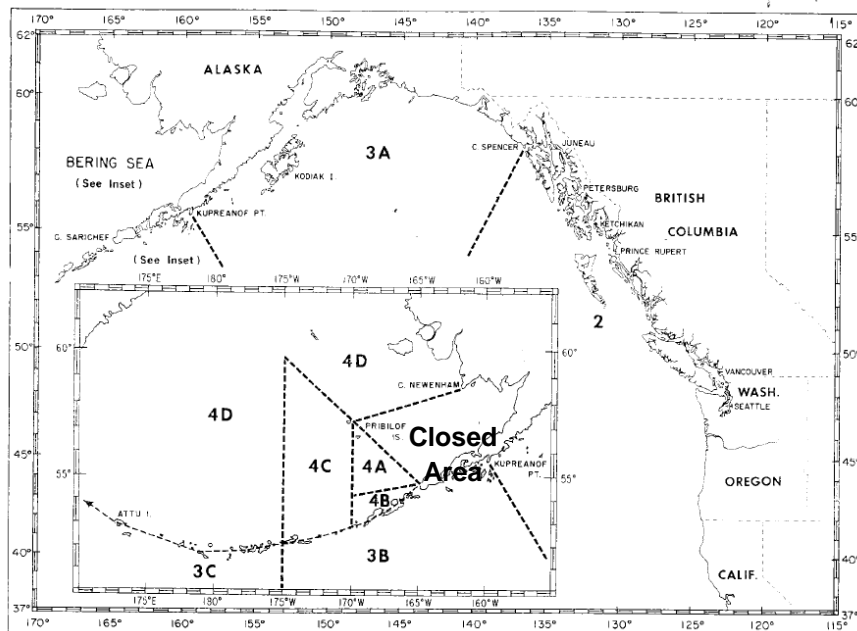 170° 165° 160° 155° 150° 145° 140° 135° 130° 125° 120° 115°
62°
ALASKA
60° 60°
BERING SEA
(See Inset)
3A
KODIAK I.
C. SPENCER
JUNEAU
PETERSBURG
BRITISH
COLUMBIA
KETCHIKAN
PRINCE RUPERT
KUPREANOF PT.
55° 55°
SARICHEF
(See Inset)
2
175°E 180° 175°W 170°W 165°W 160°W
60° 60°
4D
C. NEWENHAM
4D
PRIBILOF
IS.
Closed
Area
4C 4A
KUPREANOF
PT.
55° 55°
4B
ATTU I.
3B
3C
175°E 180° 175°W 170°W 165°W 160°W
50° 50°
VANCOUVER
WASH.
SEATTLE
45° 45°
OREGON
40° 40°
CALIF.
37° 37°
170° 165° 160° 155° 150° 145° 140° 135° 130° 125° 120° 115°